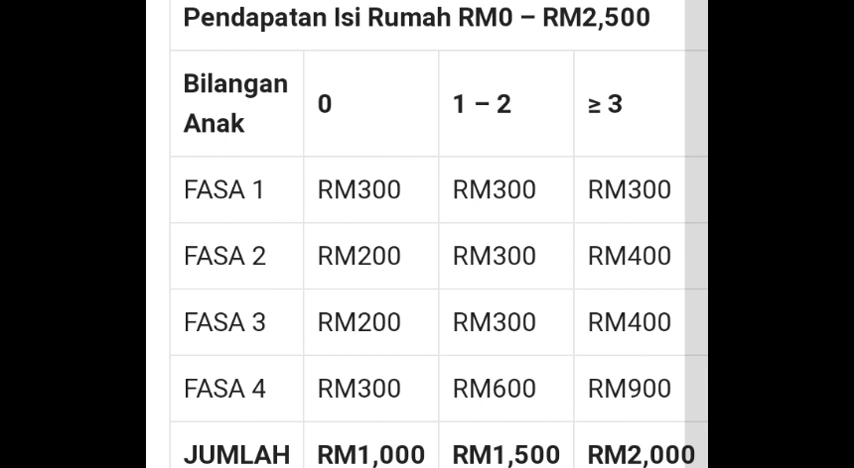 Pendapatan Isi Rumah RM0 – RM2,500
Bilangan Anak 0 1 – 2 ≥ 3
FASA 1 RM300 RM300 RM300
FASA 2 RM200 RM300 RM400
FASA 3 RM200 RM300 RM400
FASA 4 RM300 RM600 RM900
JUMLAH RM1,000 RM1,500 RM2,000